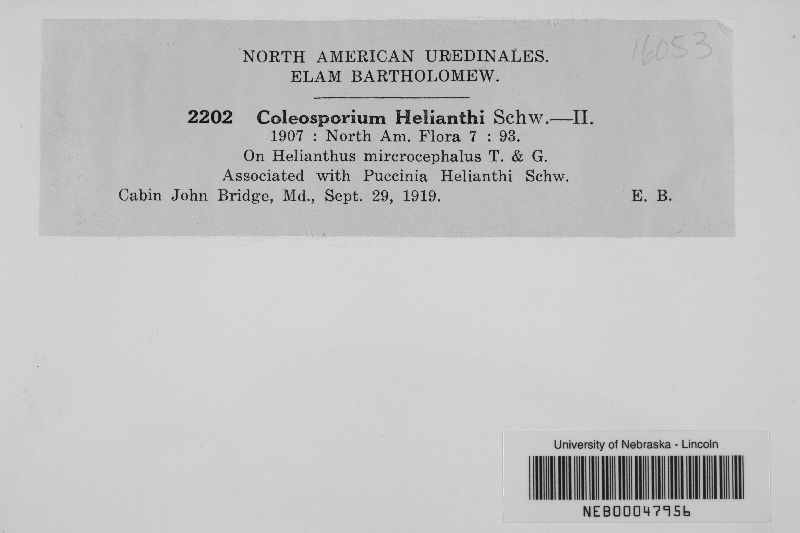 16053
NORTH AMERICAN UREDINALES.
ELAM BARTHOLOMEW.
2202 Coleosporium Helianthi Schw.—II.
1907 : North Am. Flora 7 : 93.
On Helianthus mircrocephalus T. & G.
Associated with Puccinia Helianthi Schw.
Cabin John Bridge, Md., Sept. 29, 1919. E. B.
University of Nebraska - Lincoln
NEB00047956